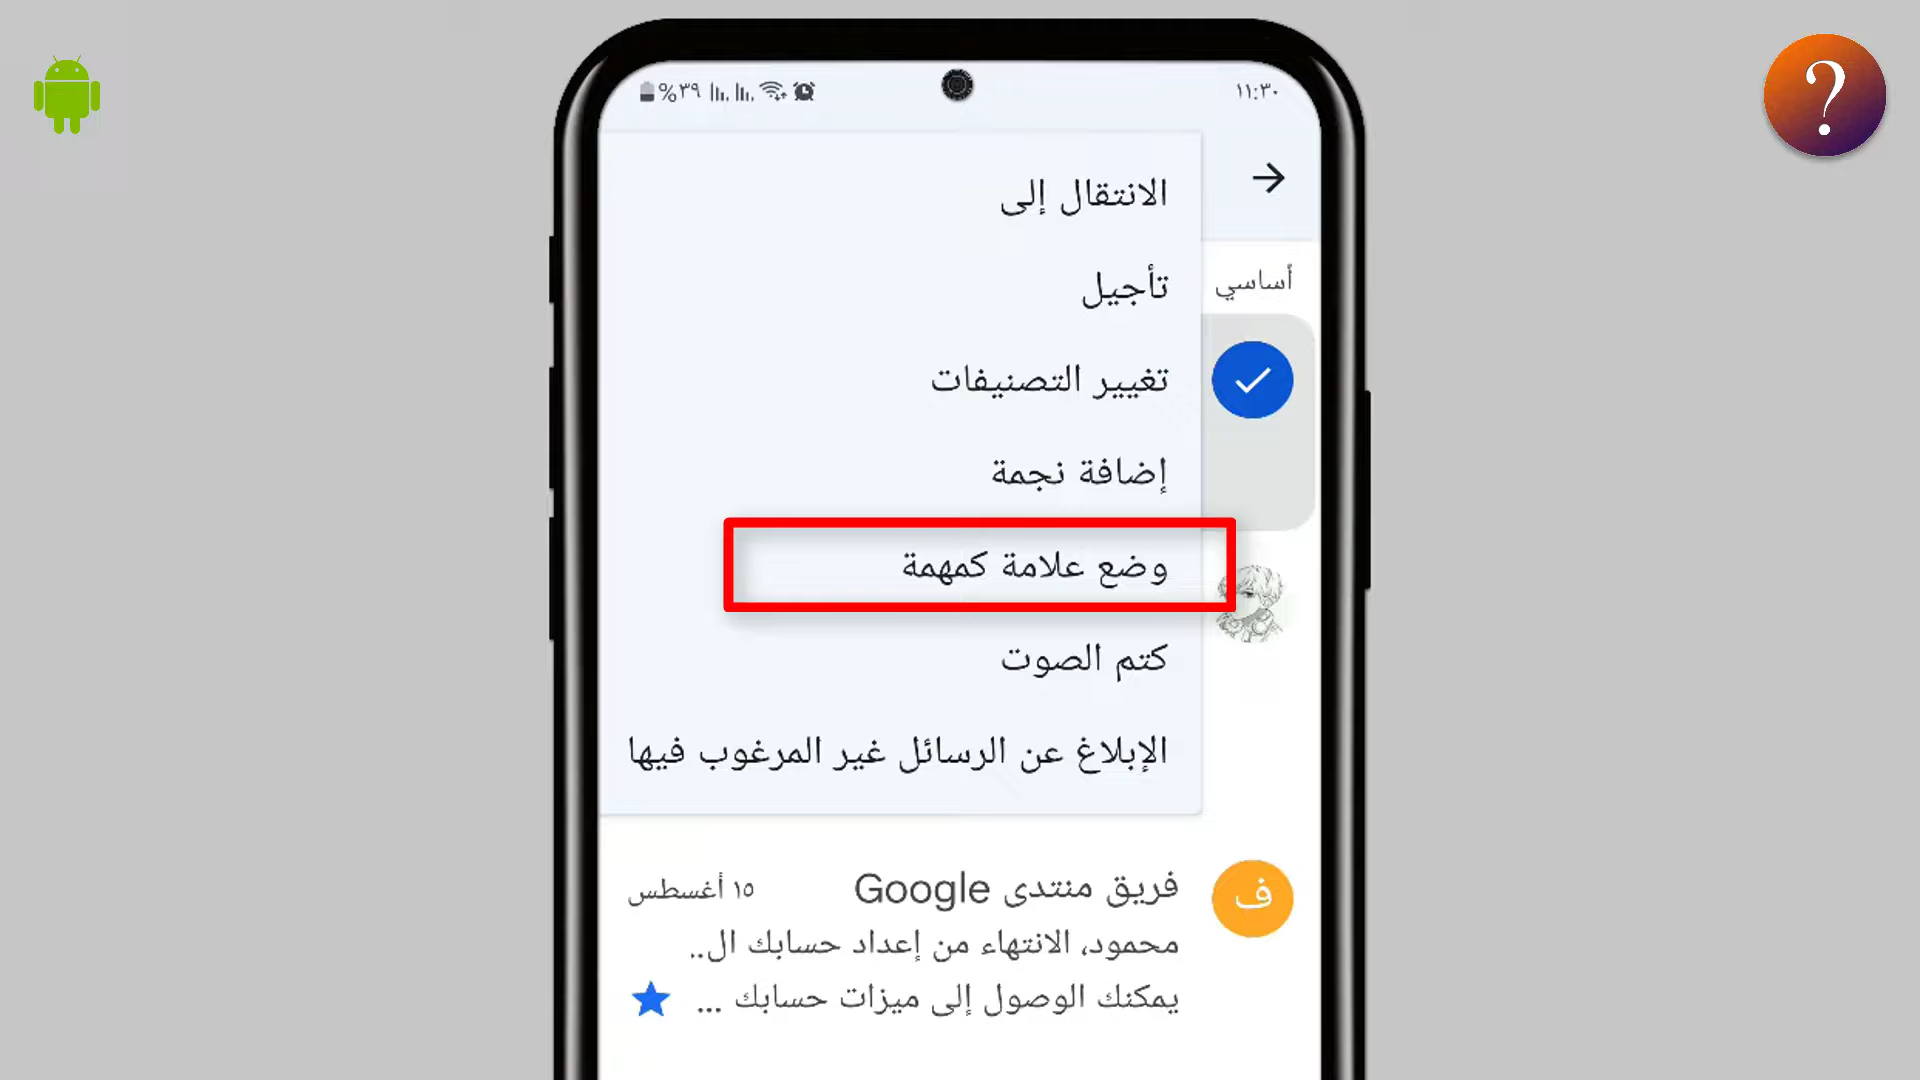 ١١:٣٠
%٣٩
الانتقال إلى
تأجيل
تغيير التصنيفات
إضافة نجمة
وضع علامة كمهمة
كتم الصوت
الإبلاغ عن الرسائل غير المرغوب فيها
أساسي
ف
فريق منتدى Google
١٥ أغسطس
محمود، الانتهاء من إعداد حسابك ال..
يمكنك الوصول إلى ميزات حسابك ...
?